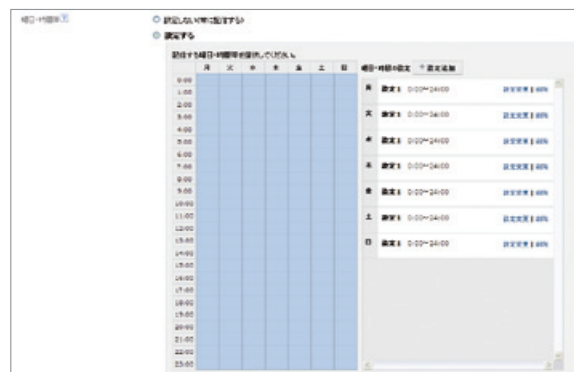 曜日・時間帯?
設定しない(常に配信する)
設定する
配信する曜日・時間帯を選択してください。
月 火 水 木 金 土 日
曜日・時間の設定 +設定追加
0:00
1:00
2:00
3:00
4:00
5:00
6:00
7:00
8:00
9:00
10:00
11:00
12:00
13:00
14:00
15:00
16:00
17:00
18:00
19:00
20:00
21:00
22:00
23:00
月 設定1 0:00～24:00 設定変更 | 削除
火 設定1 0:00～24:00 設定変更 | 削除
水 設定1 0:00～24:00 設定変更 | 削除
木 設定1 0:00～24:00 設定変更 | 削除
金 設定1 0:00～24:00 設定変更 | 削除
土 設定1 0:00～24:00 設定変更 | 削除
日 設定1 0:00～24:00 設定変更 | 削除